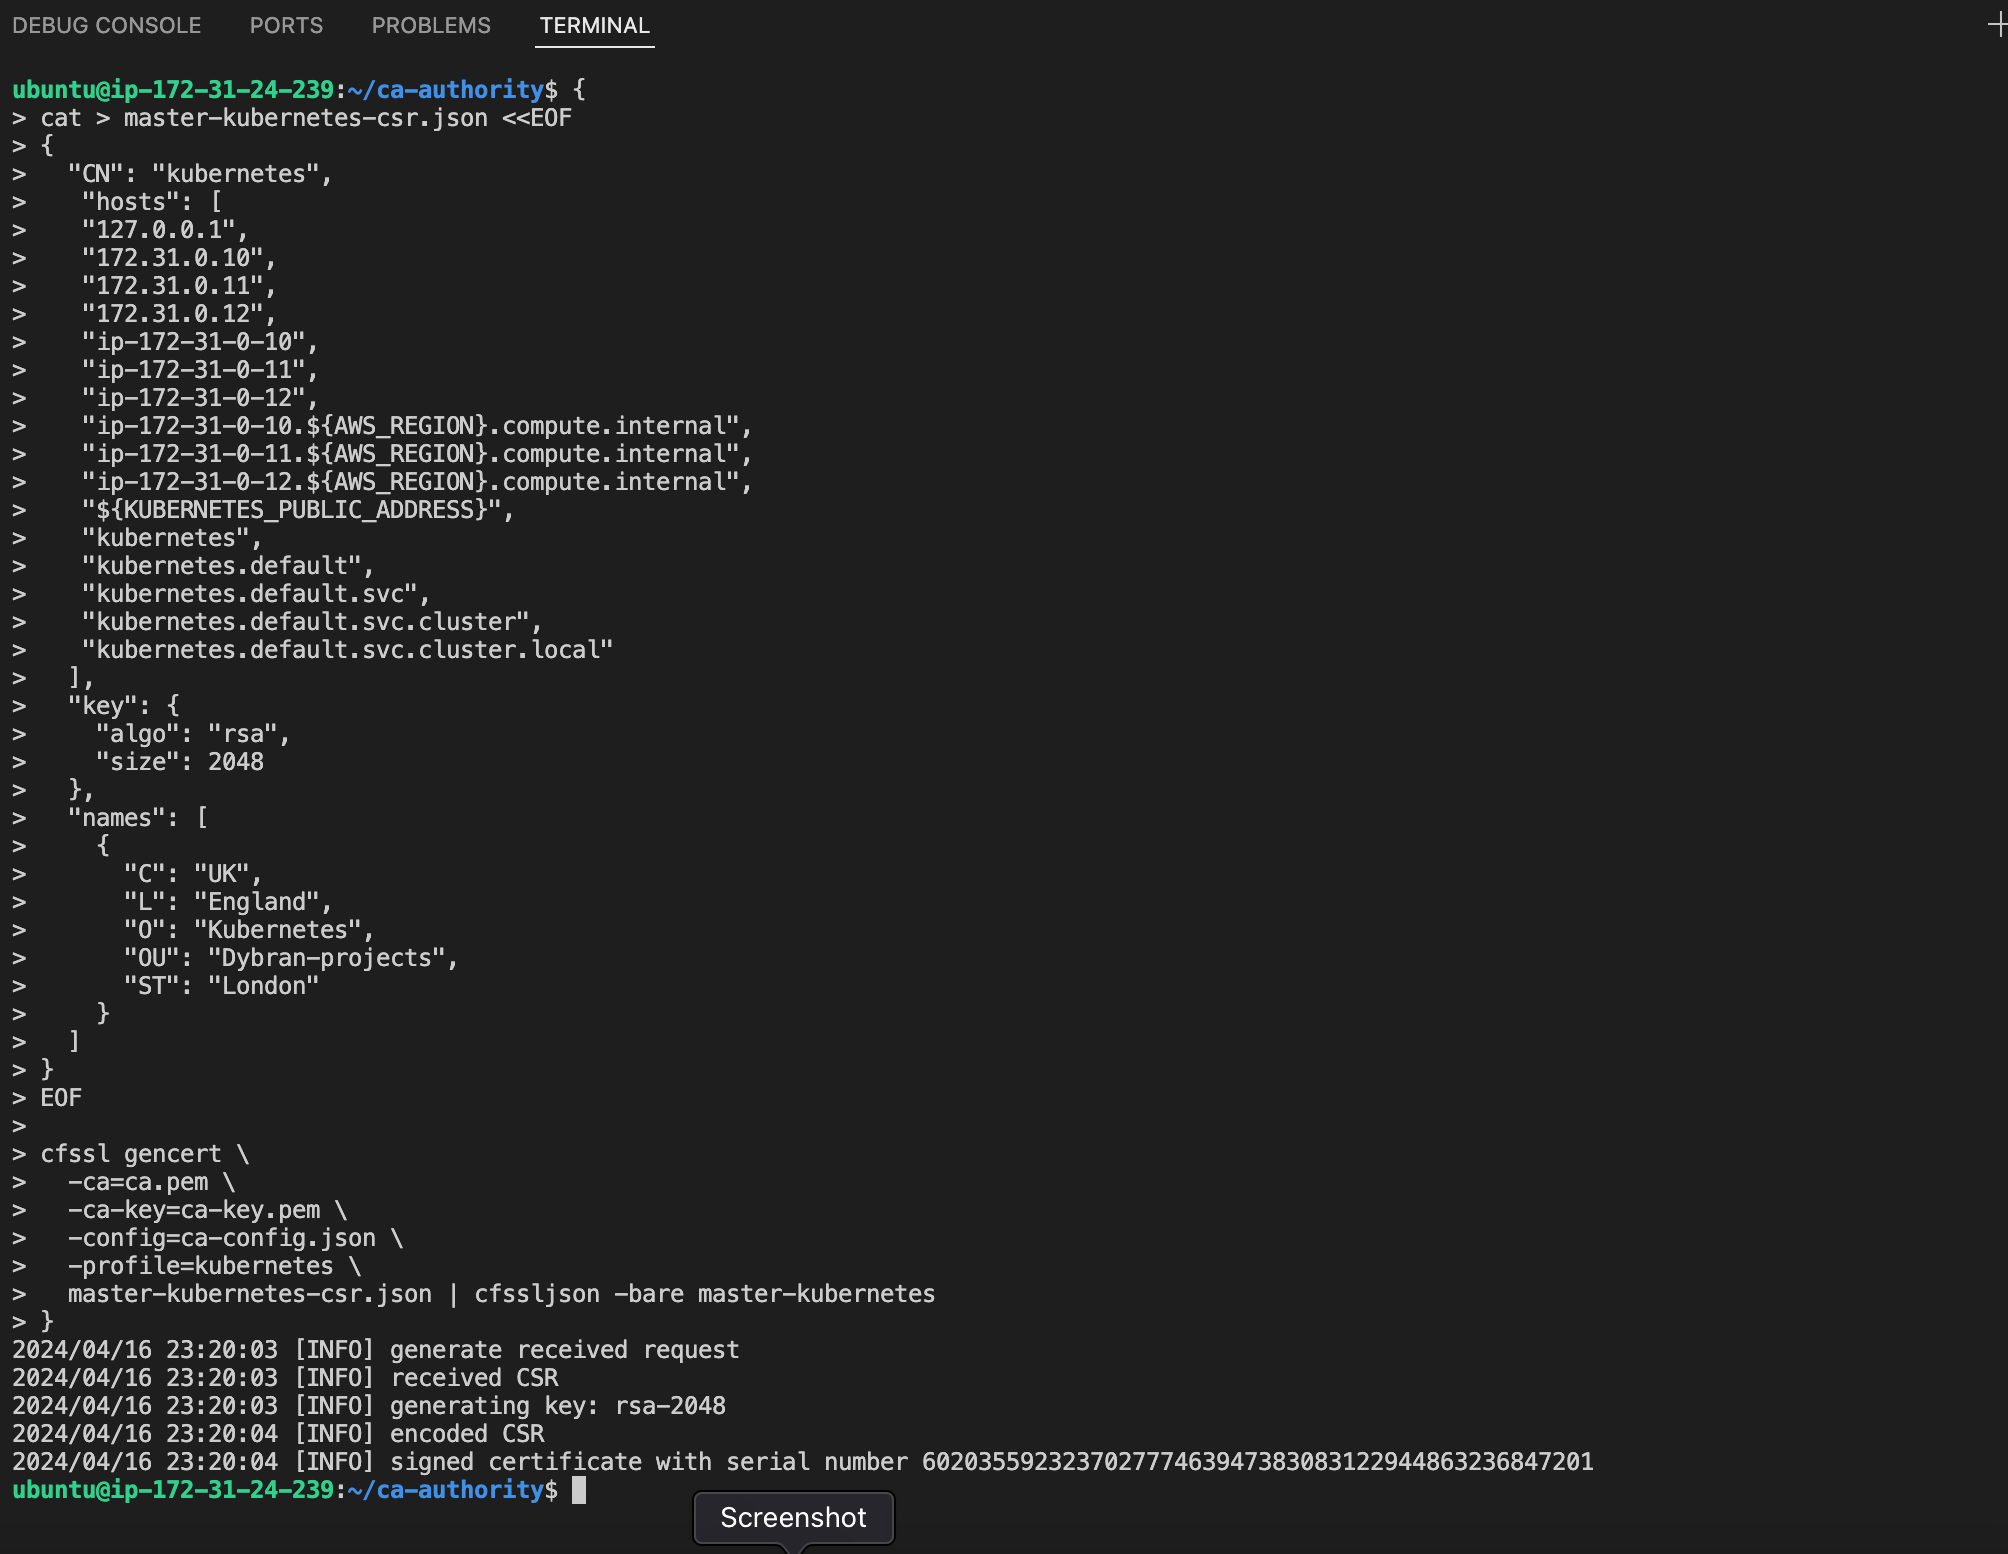 DEBUG CONSOLE PORTS PROBLEMS TERMINAL
ubuntu@ip-172-31-24-239:~/ca-authority$ {
> cat > master-kubernetes-csr.json <<EOF
> {
>   "CN": "kubernetes",
>    "hosts": [
>    "127.0.0.1",
>    "172.31.0.10",
>    "172.31.0.11",
>    "172.31.0.12",
>    "ip-172-31-0-10",
>    "ip-172-31-0-11",
>    "ip-172-31-0-12",
>    "ip-172-31-0-10.${AWS_REGION}.compute.internal",
>    "ip-172-31-0-11.${AWS_REGION}.compute.internal",
>    "ip-172-31-0-12.${AWS_REGION}.compute.internal",
>    "${KUBERNETES_PUBLIC_ADDRESS}",
>    "kubernetes",
>    "kubernetes.default",
>    "kubernetes.default.svc",
>    "kubernetes.default.svc.cluster",
>    "kubernetes.default.svc.cluster.local"
>   ],
>   "key": {
>     "algo": "rsa",
>     "size": 2048
>   },
>   "names": [
>     {
>       "C": "UK",
>       "L": "England",
>       "O": "Kubernetes",
>       "OU": "Dybran-projects",
>       "ST": "London"
>     }
>   ]
> }
> EOF
>
> cfssl gencert \
>   -ca=ca.pem \
>   -ca-key=ca-key.pem \
>   -config=ca-config.json \
>   -profile=kubernetes \
>   master-kubernetes-csr.json | cfssljson -bare master-kubernetes
> }
2024/04/16 23:20:03 [INFO] generate received request
2024/04/16 23:20:03 [INFO] received CSR
2024/04/16 23:20:03 [INFO] generating key: rsa-2048
2024/04/16 23:20:04 [INFO] encoded CSR
2024/04/16 23:20:04 [INFO] signed certificate with serial number 602035592323702777463947383083122944863236847201
ubuntu@ip-172-31-24-239:~/ca-authority$
Screenshot